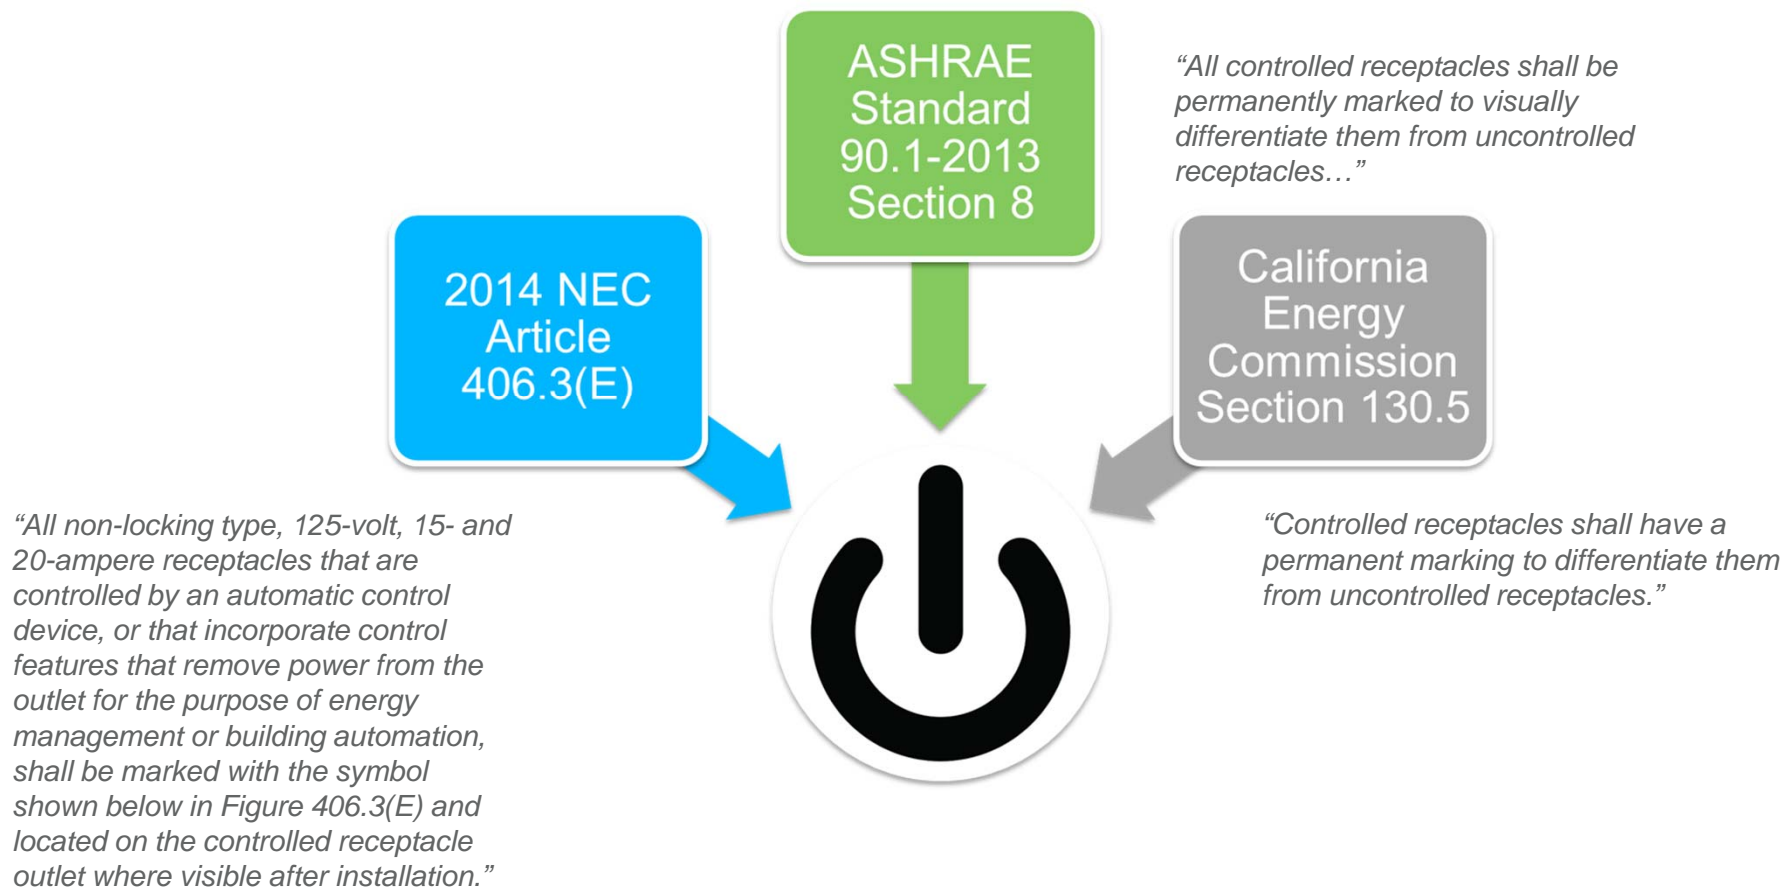 ASHRAE
Standard
90.1-2013
Section 8
“All controlled receptacles shall be
permanently marked to visually
differentiate them from uncontrolled
receptacles…”
2014 NEC
Article
406.3(E)
California
Energy
Commission
Section 130.5
“All non-locking type, 125-volt, 15- and
20-ampere receptacles that are
controlled by an automatic control
device, or that incorporate control
features that remove power from the
outlet for the purpose of energy
management or building automation,
shall be marked with the symbol
shown below in Figure 406.3(E) and
located on the controlled receptacle
outlet where visible after installation.”
“Controlled receptacles shall have a
permanent marking to differentiate them
from uncontrolled receptacles.”